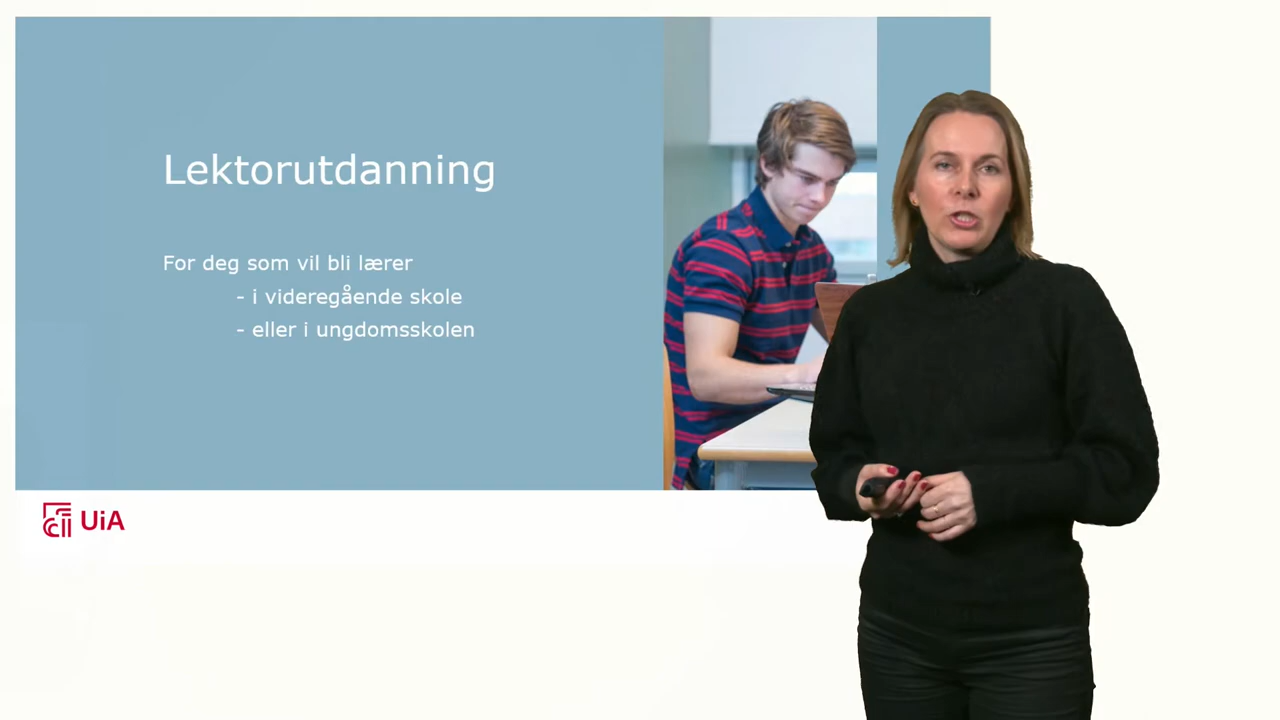 Lektorutdanning
For deg som vil bli lærer
- i videregående skole
- eller i ungdomsskolen
UiA